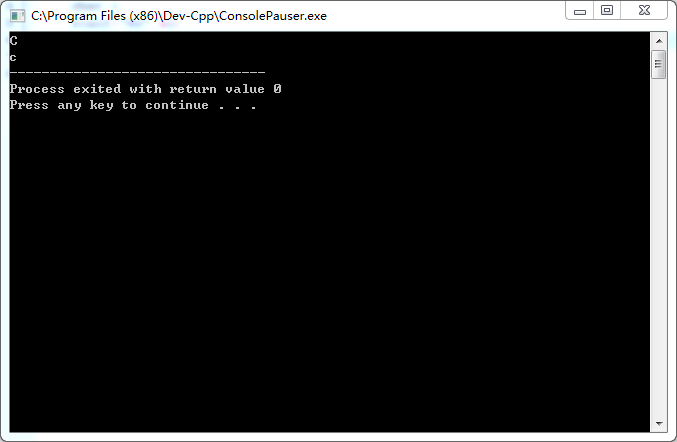 C:\Program Files (x86)\Dev-Cpp\ConsolePauser.exe
C
c
--------------------------------
Process exited with return value 0
Press any key to continue . . .